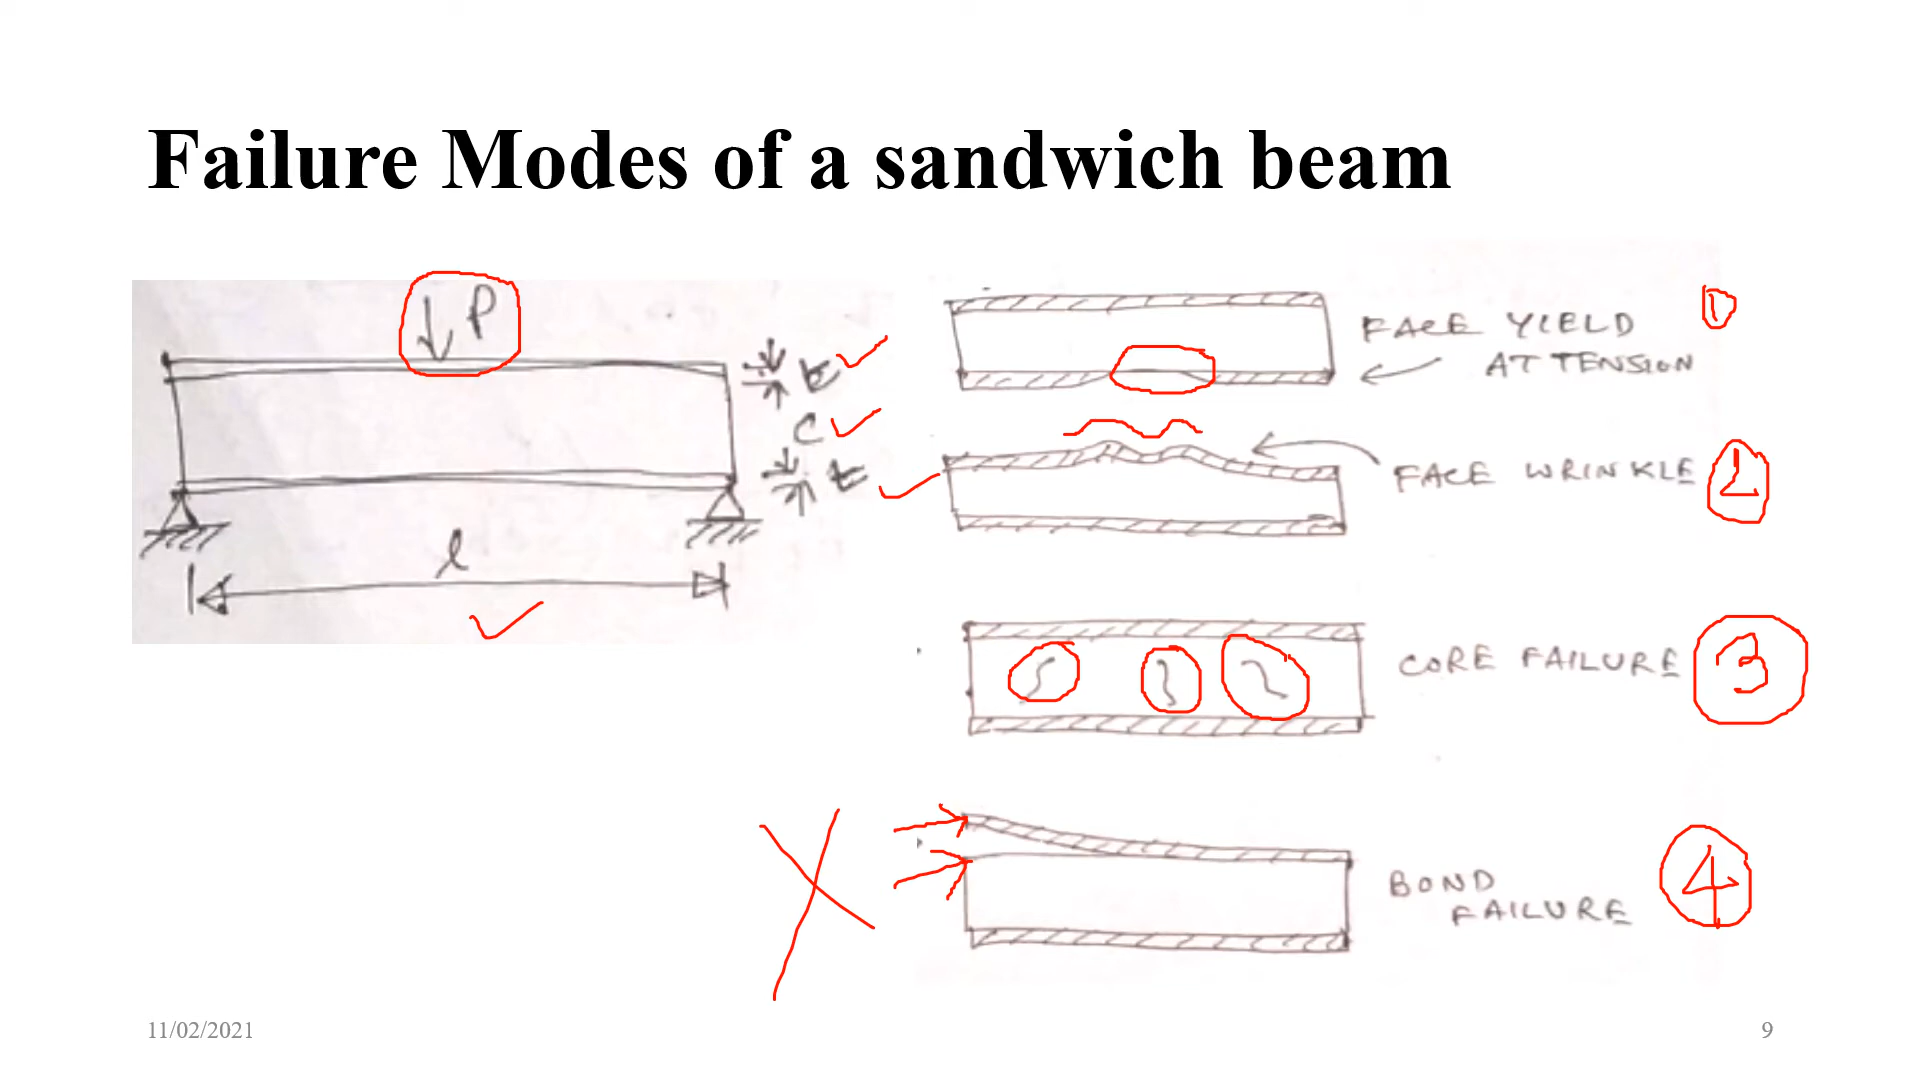 Failure Modes of a sandwich beam
P
t
c
t
l
FACE YIELD
AT TENSION
1
FACE WRINKLE
2
CORE FAILURE
3
BOND
FAILURE
4
11/02/2021
9